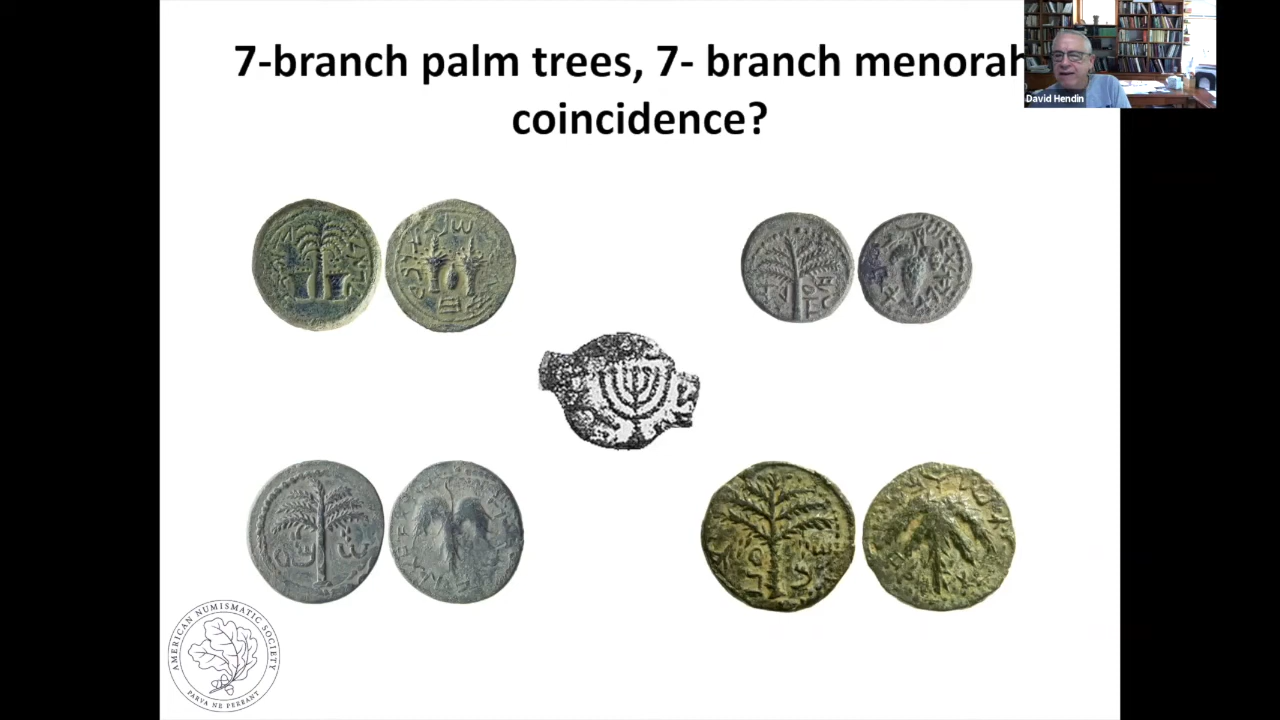 7-branch palm trees, 7- branch menorah
coincidence?
David Hendin
AMERICAN NUMISMATIC SOCIETY
PARVA NE PEREANT